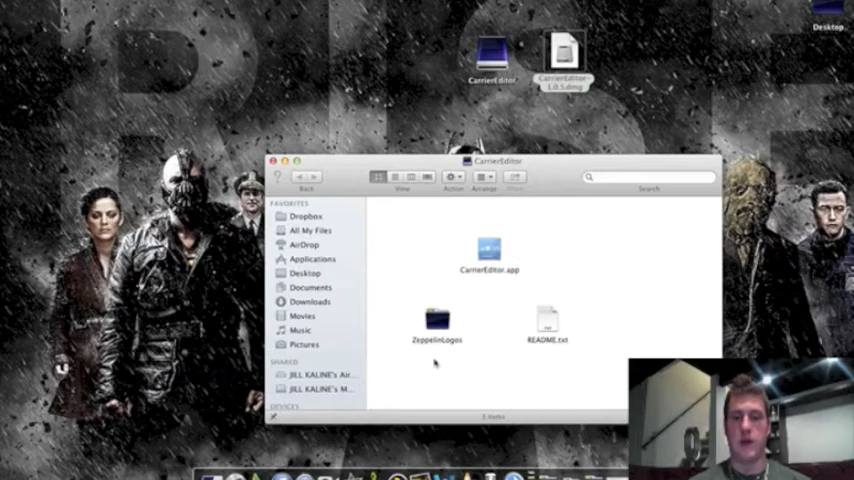 Desktop
CarrierEditor
CarrierEditor-
1.0.5.dmg
CarrierEditor
Back
View
Action
Arrange
Share
Search
FAVORITES
Dropbox
All My Files
AirDrop
Applications
Desktop
Documents
Downloads
Movies
Music
Pictures
SHARED
JILL KALINE's Air...
JILL KALINE's M...
DEVICES
CarrierEditor.app
ZeppelinLogos
README.txt
txt
3 items